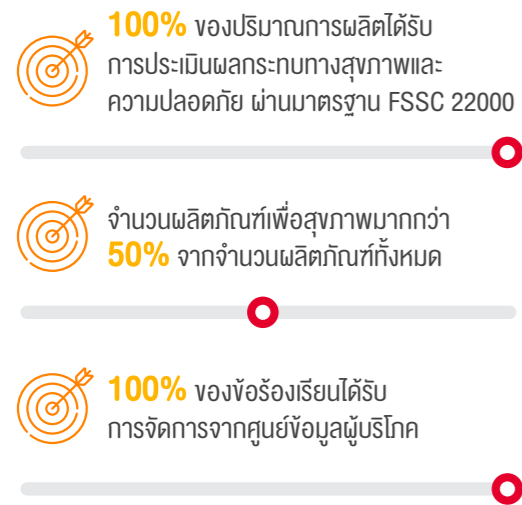 100% ของปริมาณการผลิตได้รับ
การประเมินผลกระทบทางสุขภาพและ
ความปลอดภัย ผ่านมาตรฐาน FSSC 22000
จำนวนผลิตภัณฑ์เพื่อสุขภาพมากกว่า
50% จากจำนวนผลิตภัณฑ์ทั้งหมด
100% ของข้อร้องเรียนได้รับ
การจัดการจากศูนย์ข้อมูลผู้บริโภค